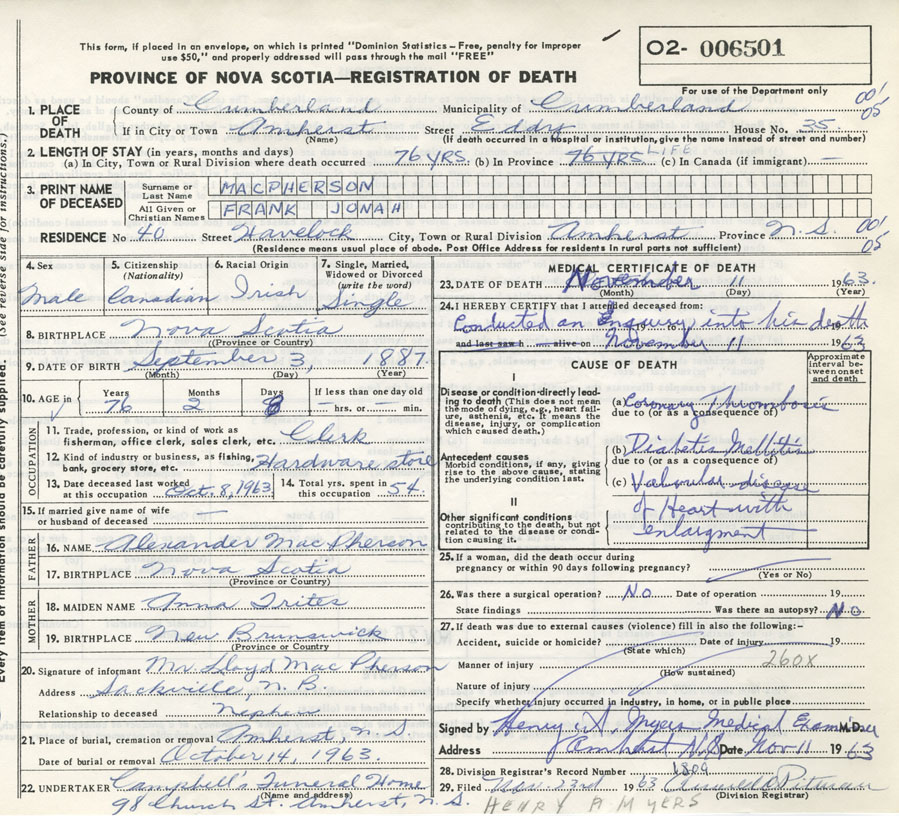 This form, if placed in an envelope, on which is printed "Dominion Statistics – Free, penalty for improper
use $50," and properly addressed will pass through the mail "FREE"
O2- 006501
PROVINCE OF NOVA SCOTIA—REGISTRATION OF DEATH
For use of the Department only
1. PLACE OF DEATH County of Cumberland Municipality of Cumberland 00' 05
If in City or Town Amherst Street Eddy House No. 35
(Name) (If death occurred in a hospital or institution, give the name instead of street and number)
2. LENGTH OF STAY (in years, months and days)
(a) In City, Town or Rural Division where death occurred 76 YRS. (b) In Province 76 YRS LIFE (c) In Canada (if immigrant) —
3. PRINT NAME OF DECEASED Surname or Last Name MACPHERSON
All Given or Christian Names FRANK JONAH
RESIDENCE No 40 Street Havelock City, Town or Rural Division Amherst Province N. S. 00' 05
(Residence means usual place of abode. Post Office Address for residents in rural parts not sufficient)
4. Sex Male
5. Citizenship (Nationality) Canadian
6. Racial Origin Irish
7. Single, Married, Widowed or Divorced (write the word) Single
8. BIRTHPLACE Nova Scotia
(Province or Country)
9. DATE OF BIRTH September 3, 1887.
(Month) (Day) (Year)
10. AGE in Years 76 Months 2 Days 8 If less than one day old hrs. or min.
OCCUPATION
11. Trade, profession, or kind of work as fisherman, office clerk, sales clerk, etc. Clerk
12. Kind of industry or business, as fishing, bank, grocery store, etc. Hardware store
13. Date deceased last worked at this occupation Oct. 8, 1963
14. Total yrs. spent in this occupation 54
15. If married give name of wife or husband of deceased —
FATHER
16. NAME Alexander MacPherson
17. BIRTHPLACE Nova Scotia
(Province or Country)
MOTHER
18. MAIDEN NAME Anna Trites
19. BIRTHPLACE New Brunswick
(Province or Country)
20. Signature of informant Mr. Lloyd MacPherson
Address Sackville, N. B.
Relationship to deceased Nephew
21. Place of burial, cremation or removal Amherst N. S.
Date of burial or removal October 14, 1963.
22. UNDERTAKER Campbell's Funeral Home
(Name and address)
98 Church St. Amherst, N. S.
MEDICAL CERTIFICATE OF DEATH
23. DATE OF DEATH November 11 1963.
(Month) (Day) (Year)
24. I HEREBY CERTIFY that I attended deceased from:
Conducted an Enquiry into his death
and last saw h alive on November 11 1963
CAUSE OF DEATH
Approximate interval between onset and death
I
Disease or condition directly leading to death (This does not mean the mode of dying, e.g., heart failure, asthenia, etc. It means the disease, injury, or complication which caused death.)
(a) Coronary Thrombosis
due to (or as a consequence of)
Antecedent causes
Morbid conditions, if any, giving rise to the above cause, stating the underlying condition last.
(b) Diabetis Mellitis
due to (or as a consequence of)
(c) Valvular disease
of Heart with
enlargment
II
Other significant conditions contributing to the death, but not related to the disease or condition causing it.
25. If a woman, did the death occur during pregnancy or within 90 days following pregnancy?
(Yes or No)
26. Was there a surgical operation? No Date of operation 19
State findings Was there an autopsy? No
27. If death was due to external causes (violence) fill in also the following:-
Accident, suicide or homicide? Date of injury 19
(State which)
Manner of injury 260X
(How sustained)
Nature of injury
Specify whether injury occurred in industry, in home, or in public place
Signed by Henry A. Myers Medical Examiner M.D.
Address Amherst N.S Date Nov 11 1963
28. Division Registrar's Record Number 1809
29. Filed Nov. 23rd 1963
(Division Registrar)
HENRY A MYERS